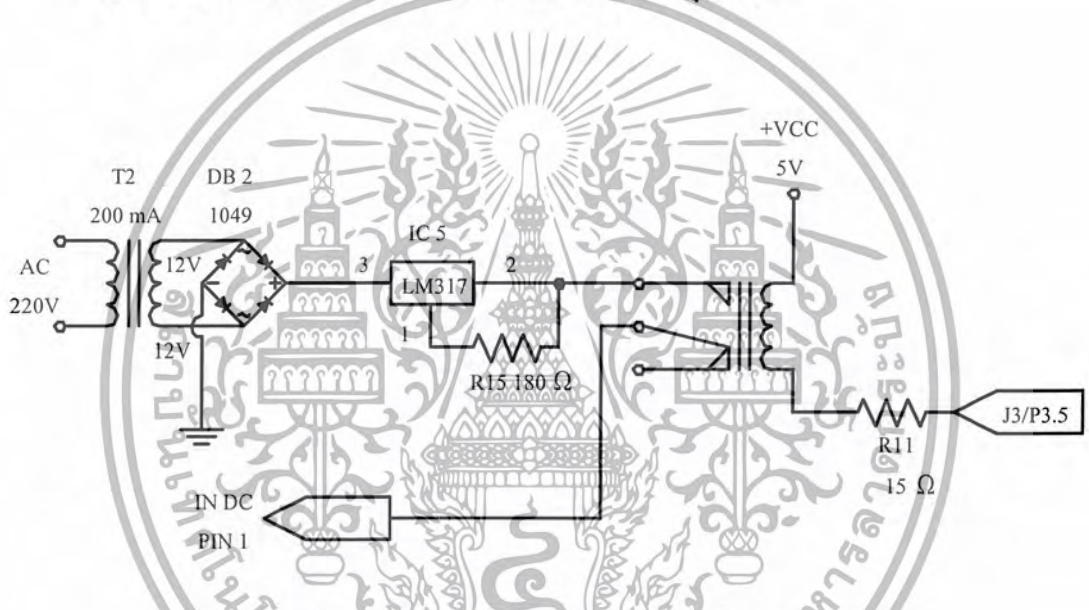 +VCC
5V
T2
200 mA
DB 2
1049
IC 5
LM317
3
2
1
AC
220V
12V
12V
R15 180 Ω
R11
15 Ω
J3/P3.5
IN DC
PIN 1